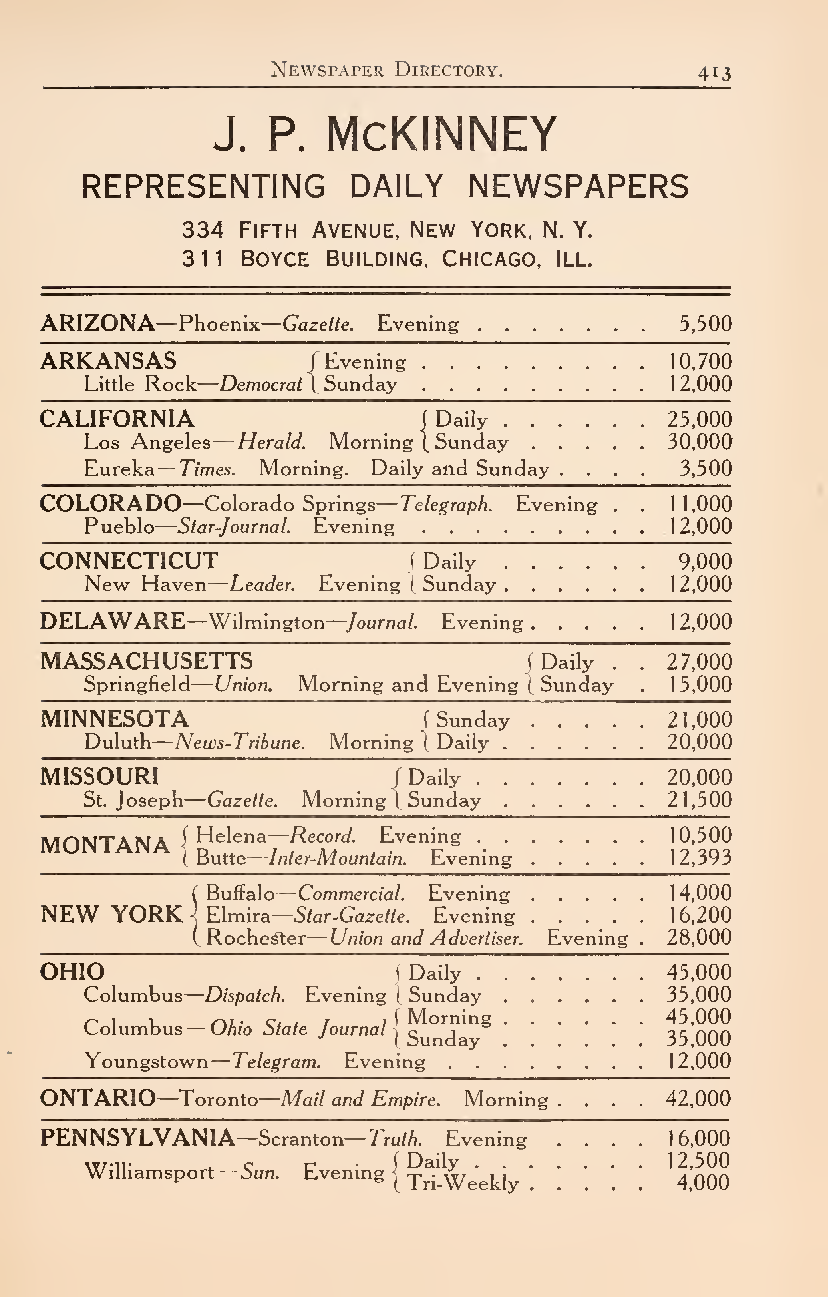 NEWSPAPER DIRECTORY. 413
J. P. McKINNEY
REPRESENTING DAILY NEWSPAPERS
334 FIFTH AVENUE, NEW YORK, N. Y.
311 BOYCE BUILDING, CHICAGO, ILL.
ARIZONA—Phoenix—Gazette. Evening . . . . . . . 5,500
ARKANSAS { Evening . . . . . . . . . 10,700
Little Rock—Democrat { Sunday . . . . . . . . . 12,000
CALIFORNIA { Daily . . . . . . 25,000
Los Angeles—Herald. Morning { Sunday . . . . . 30,000
Eureka—Times. Morning. Daily and Sunday . . . . 3,500
COLORADO—Colorado Springs—Telegraph. Evening . . 11,000
Pueblo—Star-Journal. Evening . . . . . . . . . 12,000
CONNECTICUT { Daily . . . . . . 9,000
New Haven—Leader. Evening { Sunday . . . . . . 12,000
DELAWARE—Wilmington—Journal. Evening . . . . . 12,000
MASSACHUSETTS { Daily . . 27,000
Springfield—Union. Morning and Evening { Sunday . 15,000
MINNESOTA { Sunday . . . . . 21,000
Duluth—News-Tribune. Morning { Daily . . . . . . 20,000
MISSOURI { Daily . . . . . . . 20,000
St. Joseph—Gazette. Morning { Sunday . . . . . . 21,500
MONTANA { Helena—Record. Evening . . . . . . . 10,500
{ Butte—Inter-Mountain. Evening . . . . . 12,393
{ Buffalo—Commercial. Evening . . . . . 14,000
NEW YORK { Elmira—Star-Gazette. Evening . . . . . 16,200
{ Rochester—Union and Advertiser. Evening . 28,000
OHIO { Daily . . . . . . . 45,000
Columbus—Dispatch. Evening { Sunday . . . . . . 35,000
Columbus—Ohio State Journal { Morning . . . . . . 45,000
{ Sunday . . . . . . 35,000
Youngstown—Telegram. Evening . . . . . . . . 12,000
ONTARIO—Toronto—Mail and Empire. Morning . . . . 42,000
PENNSYLVANIA—Scranton—Truth. Evening . . . . 16,000
Williamsport--Sun. Evening { Daily . . . . . . . 12,500
{ Tri-Weekly . . . . . 4,000